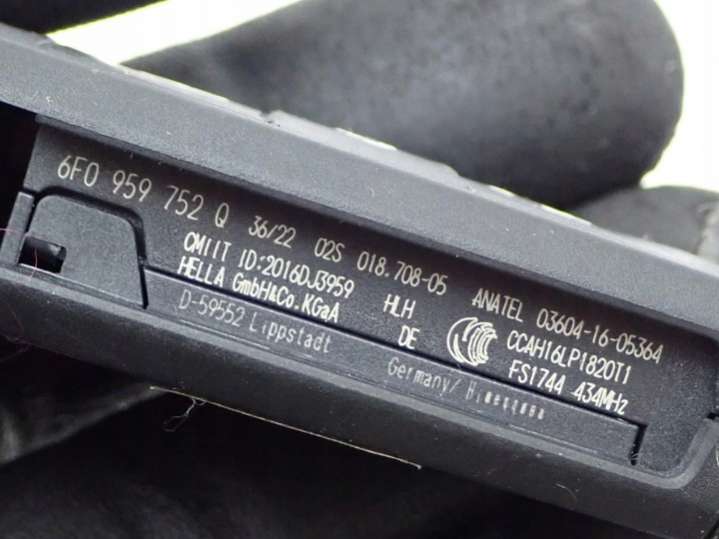 6F0 959 752 Q 36/22 02S 018.708-05 ANATEL 03604-16-05364
CMIIT ID:2016DJ3959 HLH CCAH16LP1820T1
HELLA GmbH&Co.KGaA DE FS1744 434MHz
D-59552 Lippstadt Germany/